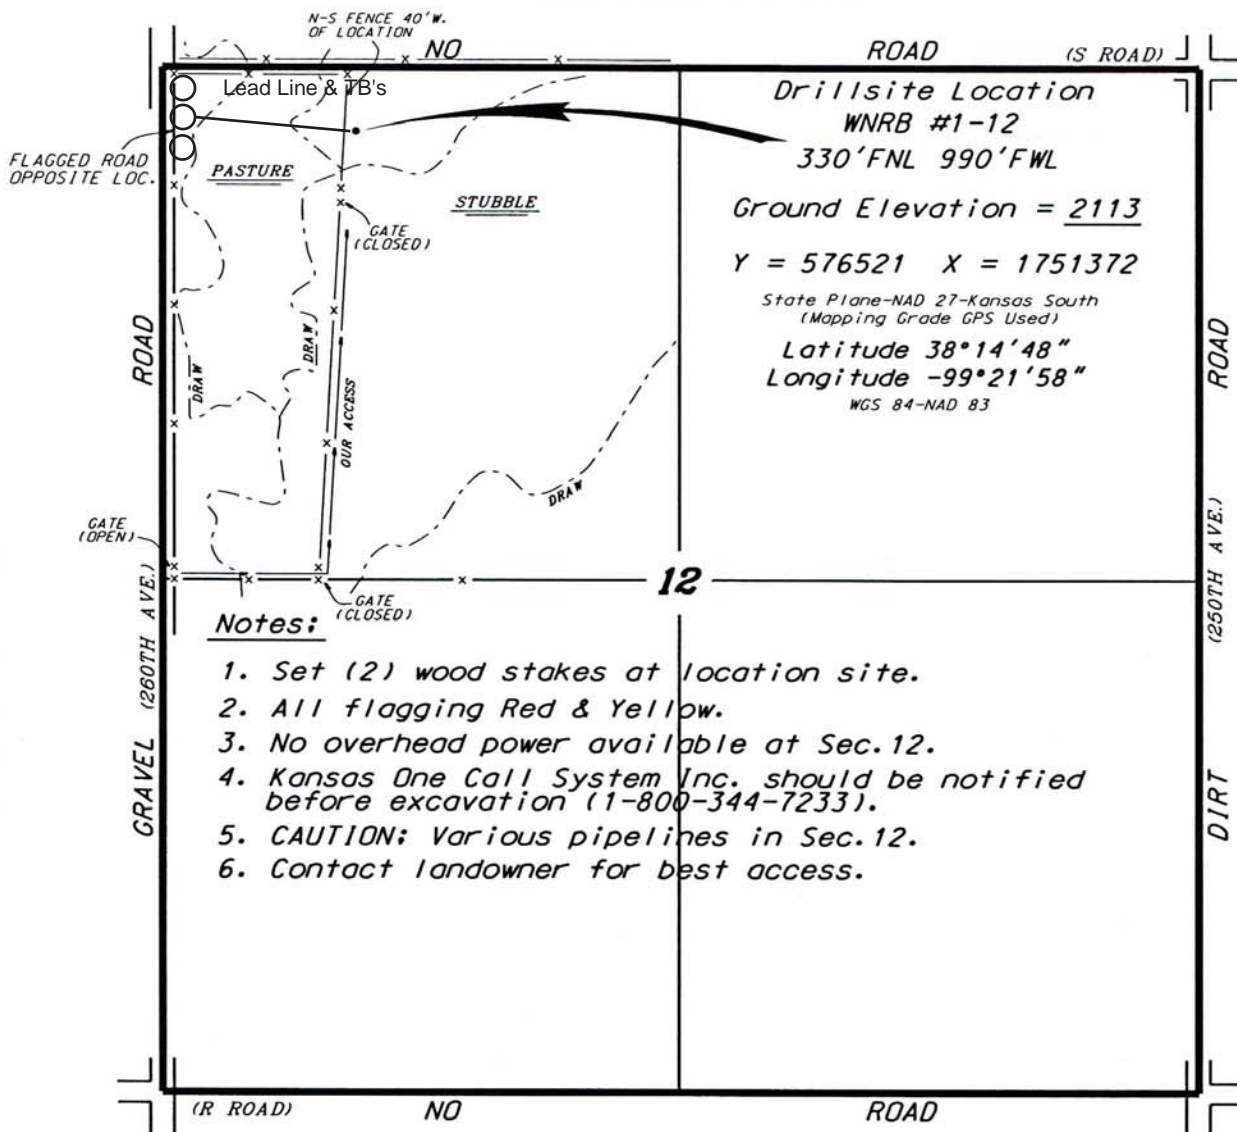 N-S FENCE 40'W.
OF LOCATION
NO ROAD (S ROAD)
Lead Line & TB's
FLAGGED ROAD
OPPOSITE LOC.
PASTURE
STUBBLE
GATE
(CLOSED)
Drillsite Location
WNRB #1-12
330'FNL 990'FWL
Ground Elevation = 2113
Y = 576521 X = 1751372
State Plane-NAD 27-Kansas South
(Mapping Grade GPS Used)
Latitude 38°14'48"
Longitude -99°21'58"
WGS 84-NAD 83
DRAW
DRAW
OUR ACCESS
DRAW
GATE
(OPEN)
GATE
(CLOSED)
12
GRAVEL (260TH AVE.) ROAD
DIRT (250TH AVE.) ROAD
Notes:
1. Set (2) wood stakes at location site.
2. All flagging Red & Yellow.
3. No overhead power available at Sec.12.
4. Kansas One Call System Inc. should be notified
before excavation (1-800-344-7233).
5. CAUTION: Various pipelines in Sec.12.
6. Contact landowner for best access.
(R ROAD) NO ROAD